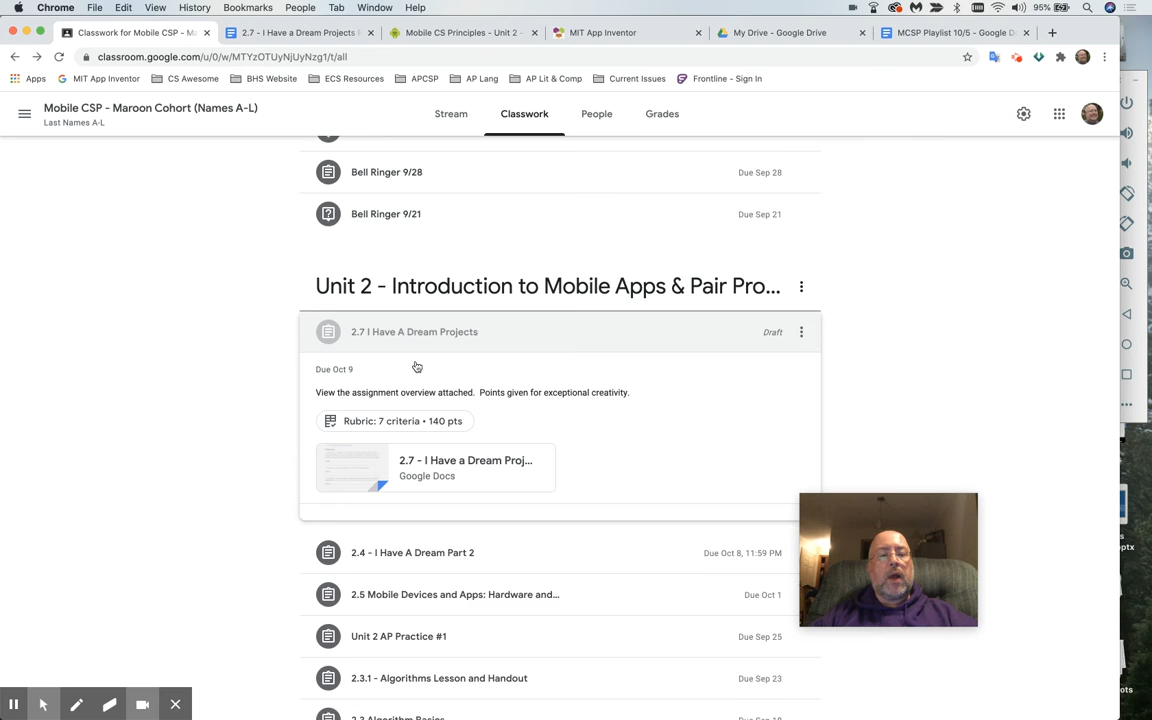 Chrome File Edit View History Bookmarks People Tab Window Help 95%
Classwork for Mobile CSP - Ma × 2.7 - I Have a Dream Projects × Mobile CS Principles - Unit 2 - × MIT App Inventor × My Drive - Google Drive × MCSP Playlist 10/5 - Google D ×
classroom.google.com/u/0/w/MTYzOTUyNjUyNzg1/t/all
Apps MIT App Inventor CS Awesome BHS Website ECS Resources APCSP AP Lang AP Lit & Comp Current Issues Frontline - Sign In
Mobile CSP - Maroon Cohort (Names A-L)
Last Names A-L
Stream Classwork People Grades
Bell Ringer 9/28 Due Sep 28
Bell Ringer 9/21 Due Sep 21
Unit 2 - Introduction to Mobile Apps & Pair Pro...
2.7 I Have A Dream Projects Draft
Due Oct 9
View the assignment overview attached. Points given for exceptional creativity.
Rubric: 7 criteria • 140 pts
2.7 - I Have a Dream Proj...
Google Docs
2.4 - I Have A Dream Part 2 Due Oct 8, 11:59 PM
2.5 Mobile Devices and Apps: Hardware and... Due Oct 1
Unit 2 AP Practice #1 Due Sep 25
2.3.1 - Algorithms Lesson and Handout Due Sep 23
2.3 Algorithm Basics Due Sep 18